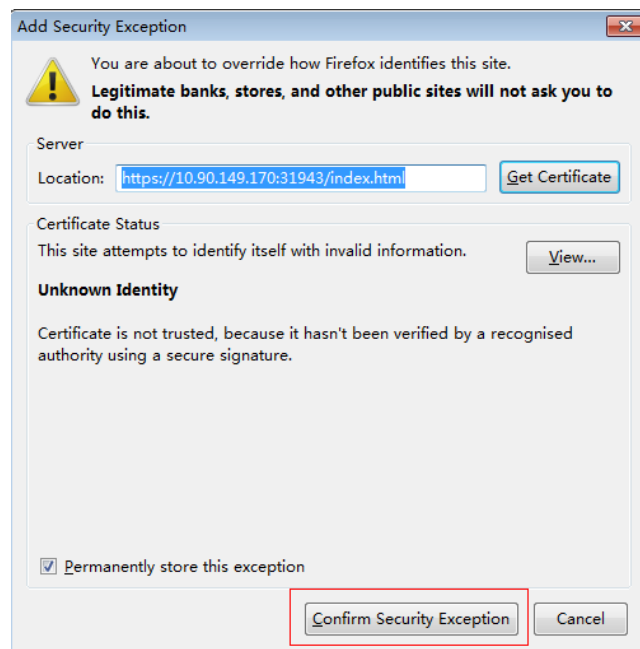 Add Security Exception
You are about to override how Firefox identifies this site.
Legitimate banks, stores, and other public sites will not ask you to
do this.
Server
Location: https://10.90.149.170:31943/index.html Get Certificate
Certificate Status
This site attempts to identify itself with invalid information. View...
Unknown Identity
Certificate is not trusted, because it hasn't been verified by a recognised
authority using a secure signature.
Permanently store this exception
Confirm Security Exception Cancel